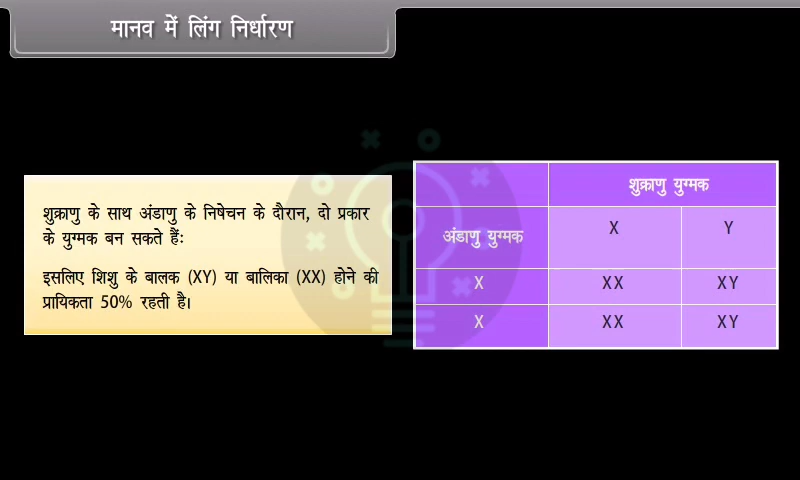 मानव में लिंग निर्धारण
शुक्राणु के साथ अंडाणु के निषेचन के दौरान, दो प्रकार
के युग्मक बन सकते हैंः
इसलिए शिशु के बालक (XY) या बालिका (XX) होने की
प्रायिकता 50% रहती है।
शुक्राणु युग्मक
अंडाणु युग्मक X Y
X XX XY
X XX XY